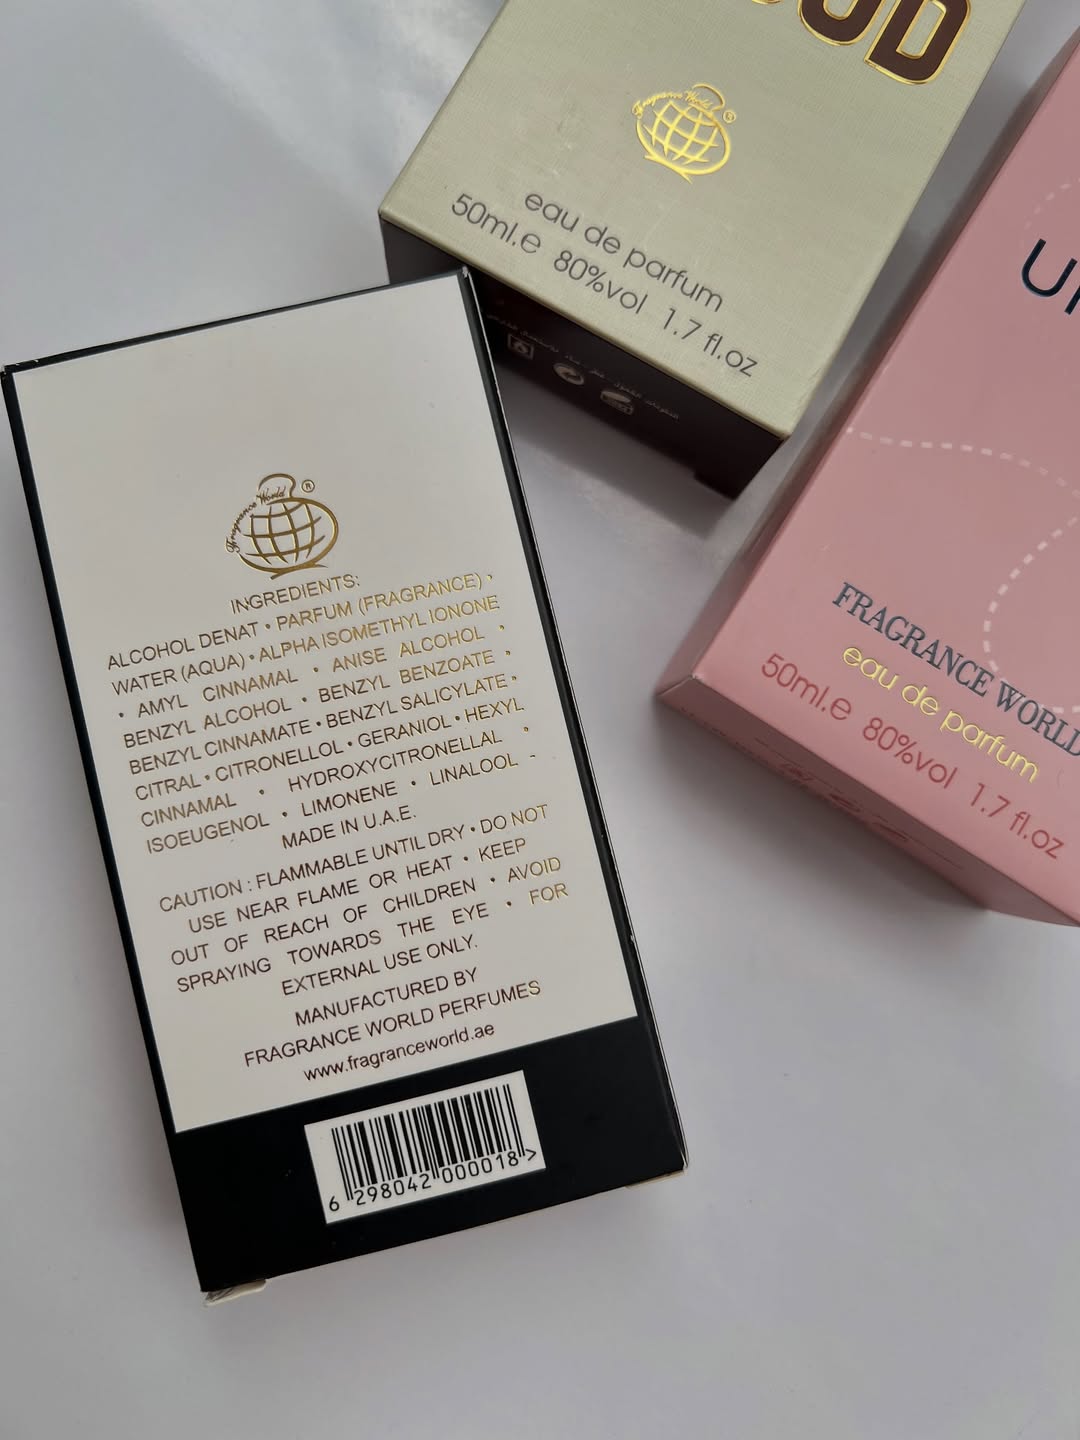 OUD
Fragrance World ®
eau de parfum
50ml.e 80%vol 1.7 fl.oz
FRAGRANCE WORLD
eau de parfum
50ml.e 80%vol 1.7 fl.oz
Fragrance World ®
INGREDIENTS:
ALCOHOL DENAT • PARFUM (FRAGRANCE) •
WATER (AQUA) • ALPHA ISOMETHYL IONONE
• AMYL CINNAMAL • ANISE ALCOHOL •
BENZYL ALCOHOL • BENZYL BENZOATE •
BENZYL CINNAMATE • BENZYL SALICYLATE •
CITRAL • CITRONELLOL • GERANIOL • HEXYL
CINNAMAL • HYDROXYCITRONELLAL •
ISOEUGENOL • LIMONENE • LINALOOL -
MADE IN U.A.E.
CAUTION : FLAMMABLE UNTIL DRY • DO NOT
USE NEAR FLAME OR HEAT • KEEP
OUT OF REACH OF CHILDREN • AVOID
SPRAYING TOWARDS THE EYE • FOR
EXTERNAL USE ONLY.
MANUFACTURED BY
FRAGRANCE WORLD PERFUMES
www.fragranceworld.ae
6 298042 000018 >